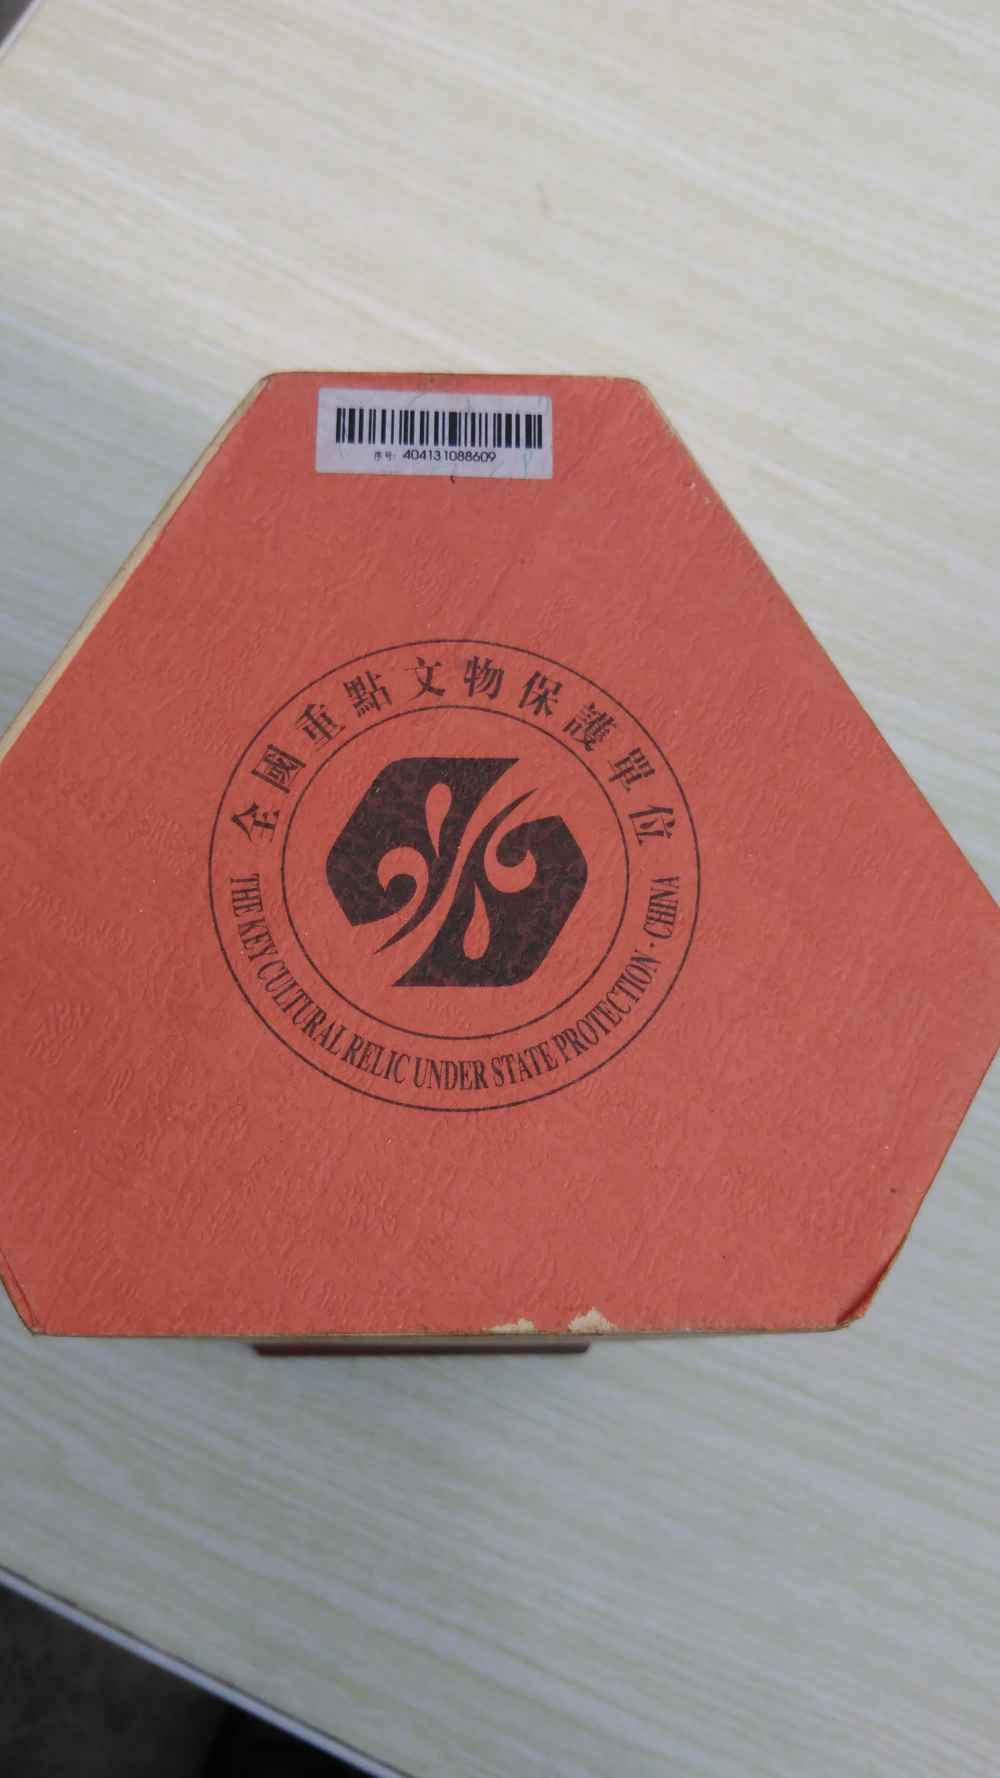 序号: 404131088609
全國重點文物保護單位
THE KEY CULTURAL RELIC UNDER STATE PROTECTION · CHINA